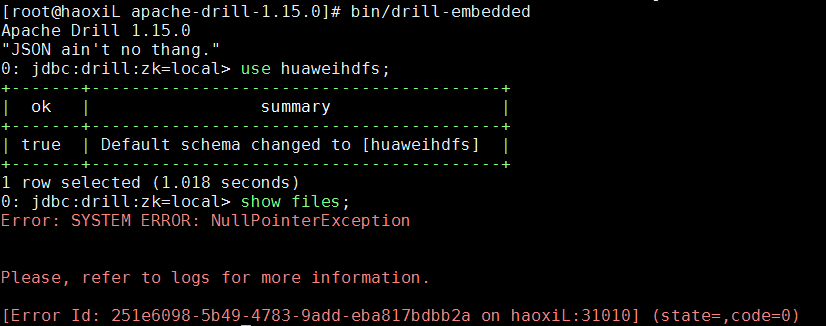 [root@haoxiL apache-drill-1.15.0]# bin/drill-embedded
Apache Drill 1.15.0
"JSON ain't no thang."
0: jdbc:drill:zk=local> use huaweihdfs;
+-------+-----------------------------------------+
|  ok   |                 summary                 |
+-------+-----------------------------------------+
| true  | Default schema changed to [huaweihdfs]  |
+-------+-----------------------------------------+
1 row selected (1.018 seconds)
0: jdbc:drill:zk=local> show files;
Error: SYSTEM ERROR: NullPointerException
Please, refer to logs for more information.
[Error Id: 251e6098-5b49-4783-9add-eba817bdbb2a on haoxiL:31010] (state=,code=0)